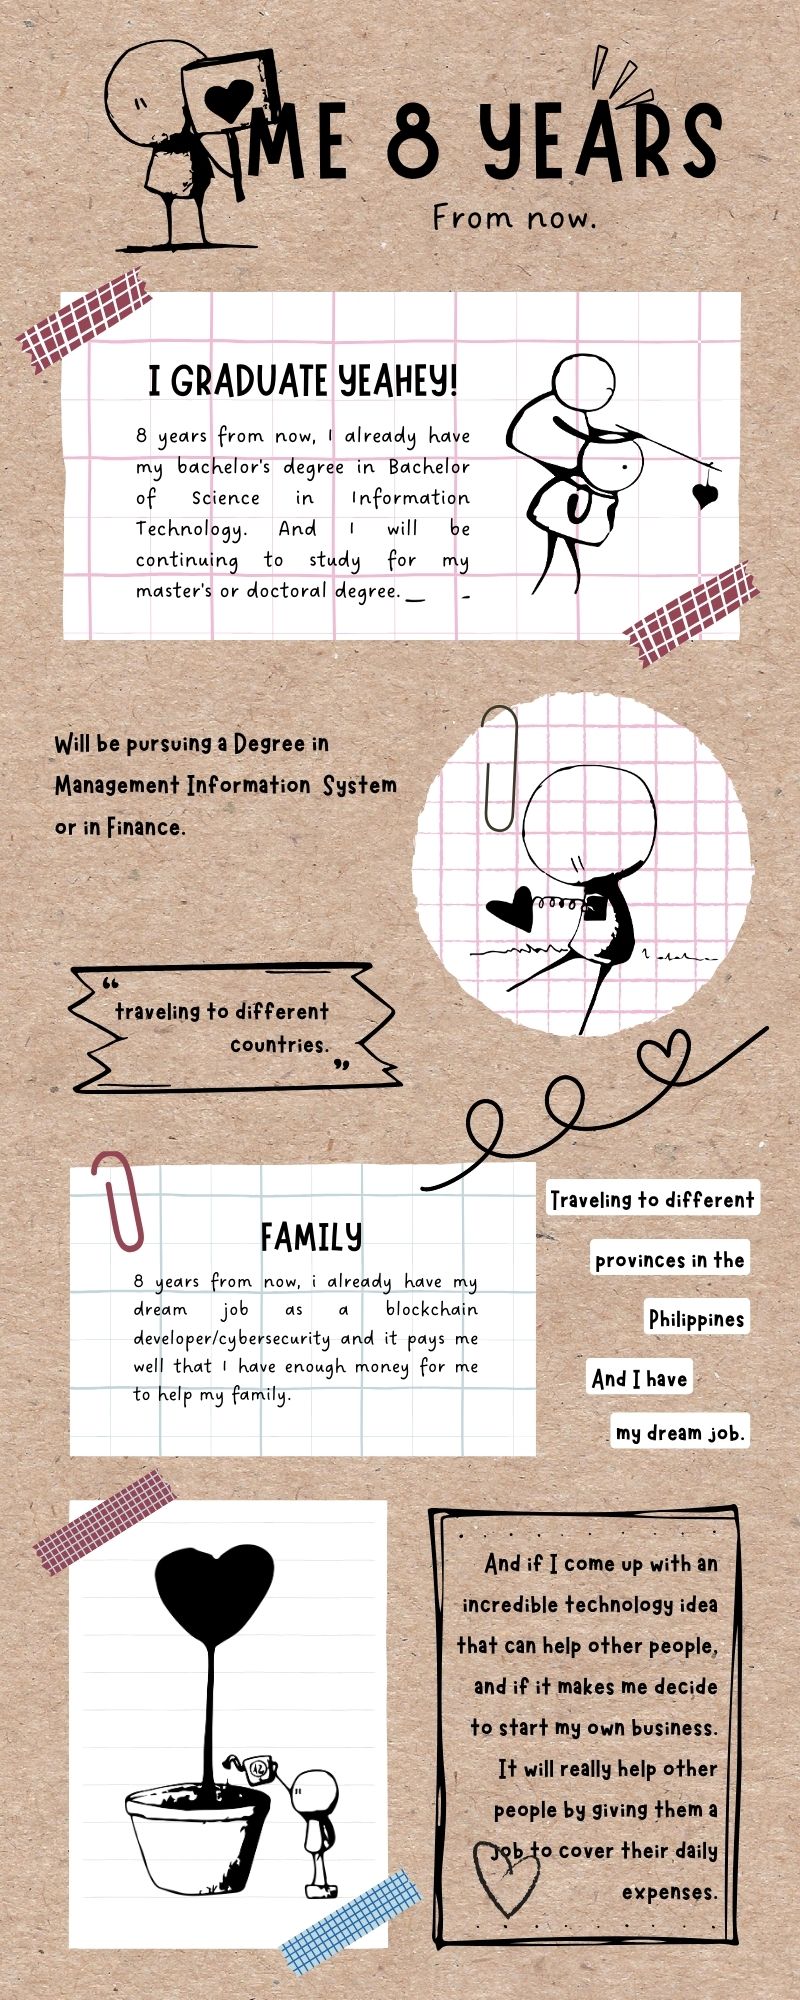 ME 8 YEARS
From now.
I GRADUATE YEAHEY!
8 years from now, I already have
my bachelor's degree in Bachelor
of Science in Information
Technology. And I will be
continuing to study for my
master's or doctoral degree._ -
Will be pursuing a Degree in
Management Information System
or in Finance.
“traveling to different
countries.”
FAMILY
8 years from now, i already have my
dream job as a blockchain
developer/cybersecurity and it pays me
well that I have enough money for me
to help my family.
Traveling to different
provinces in the
Philippines
And I have
my dream job.
And if I come up with an
incredible technology idea
that can help other people,
and if it makes me decide
to start my own business.
It will really help other
people by giving them a
job to cover their daily
expenses.